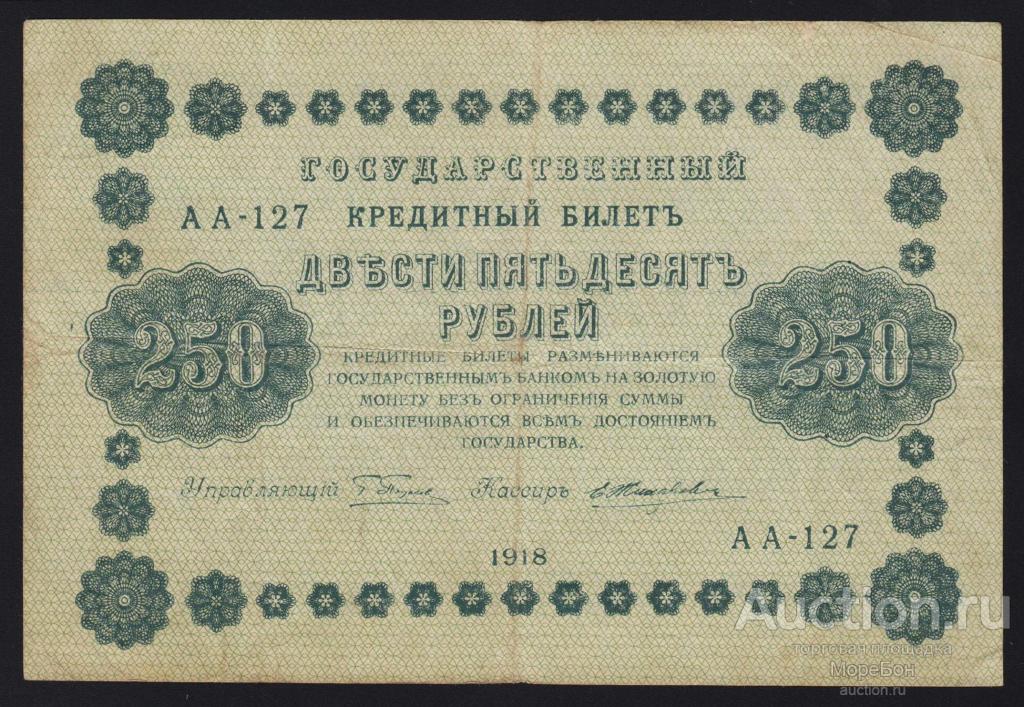 ГОСУДАРСТВЕННЫЙ
АА-127 КРЕДИТНЫЙ БИЛЕТЪ
ДВѢСТИ ПЯТЬДЕСЯТЪ
РУБЛЕЙ
250 250
КРЕДИТНЫЕ БИЛЕТЫ РАЗМѢНИВАЮТСЯ
ГОСУДАРСТВЕННЫМЪ БАНКОМЪ НА ЗОЛОТУЮ
МОНЕТУ БЕЗЪ ОГРАНИЧЕНІЯ СУММЫ
И ОБЕЗПЕЧИВАЮТСЯ ВСѢМЪ ДОСТОЯНІЕМЪ
ГОСУДАРСТВА.
Управляющій Кассиръ
АА-127
1918
Auction.ru
торговая площадка
МореБон
auction.ru